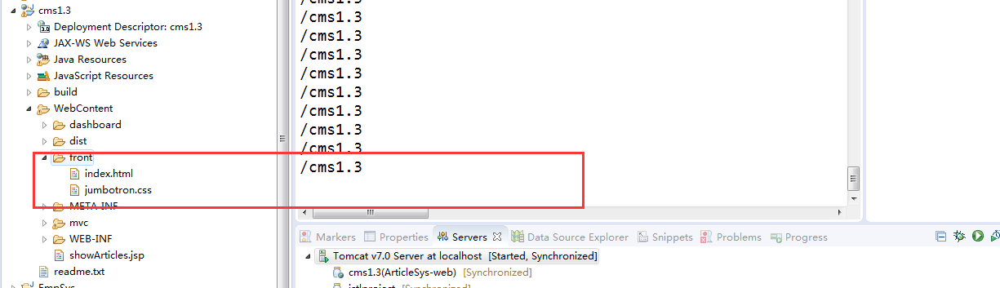 cms1.3
3.0 Deployment Descriptor: cms1.3
JAX-WS Web Services
Java Resources
JavaScript Resources
build
WebContent
dashboard
dist
front
index.html
jumbotron.css
META-INF
mvc
WEB-INF
showArticles.jsp
readme.txt
EmpSys
/cms1.3
/cms1.3
/cms1.3
/cms1.3
/cms1.3
/cms1.3
/cms1.3
/cms1.3
/cms1.3
/cms1.3
Markers
Properties
Servers
Data Source Explorer
Snippets
Problems
Progress
Tomcat v7.0 Server at localhost [Started, Synchronized]
cms1.3(ArticleSys-web) [Synchronized]
jstlproject [Synchronized]